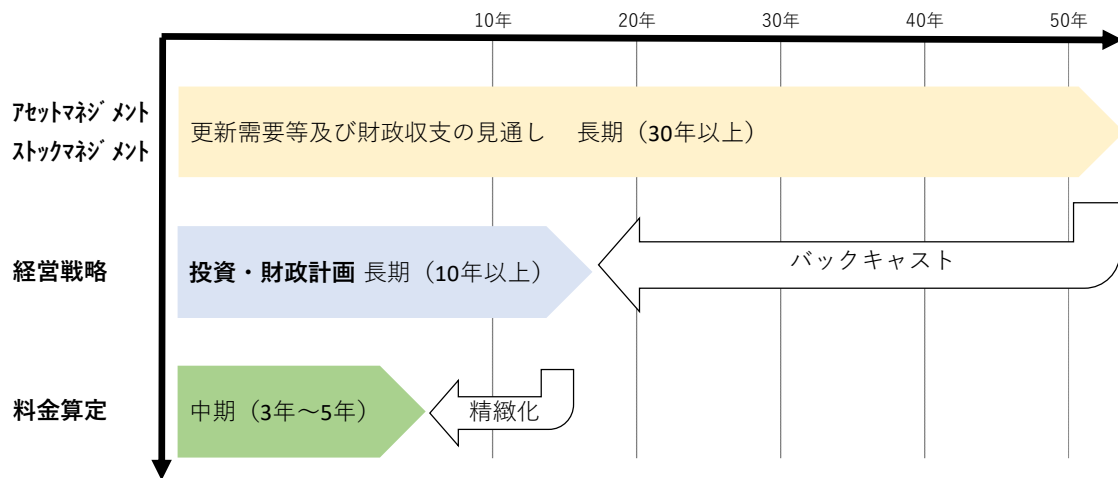 10年 20年 30年 40年 50年
ｱｾｯﾄﾏﾈｼﾞﾒﾝﾄ
ｽﾄｯｸﾏﾈｼﾞﾒﾝﾄ
更新需要等及び財政収支の見通し　長期（30年以上）
経営戦略
投資・財政計画 長期（10年以上）
バックキャスト
料金算定
中期（3年～5年）
精緻化